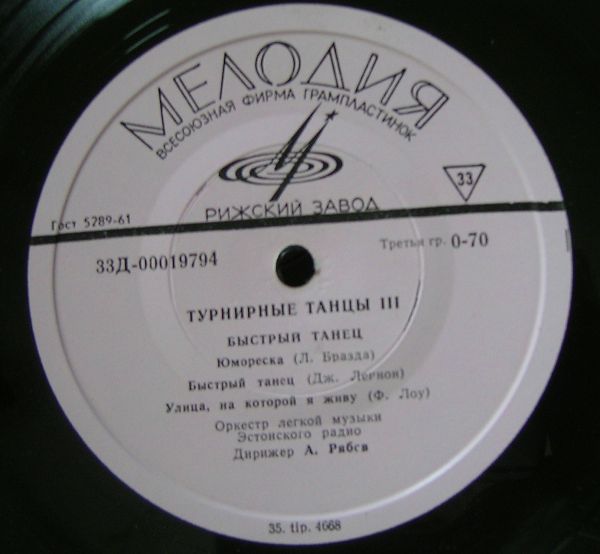 МЕЛОДИЯ
ВСЕСОЮЗНАЯ ФИРМА ГРАМПЛАСТИНОК
33
РИЖСКИЙ ЗАВОД
Гост 5289-61
33Д-00019794
Третья гр. 0-70
ТУРНИРНЫЕ ТАНЦЫ III
БЫСТРЫЙ ТАНЕЦ
Юмореска (Л. Бразда)
Быстрый танец (Дж. Леннон)
Улица, на которой я живу (Ф. Лоу)
Оркестр легкой музыки
Эстонского радио
Дирижер А. Рябов
35. tip. 4668